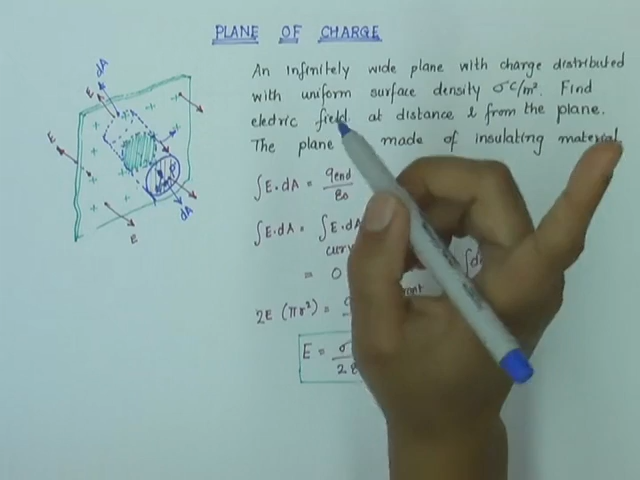 PLANE OF CHARGE
An infinitely wide plane with charge distributed
with uniform surface density σ C/m². Find
electric field at distance r from the plane.
The plane made of insulating material
∫E.dA = qend/ε0
∫E.dA = ∫E.dA
curv
= 0
2E (πr²) =
E = σ/2ε
dA
E
E
E
dA
r